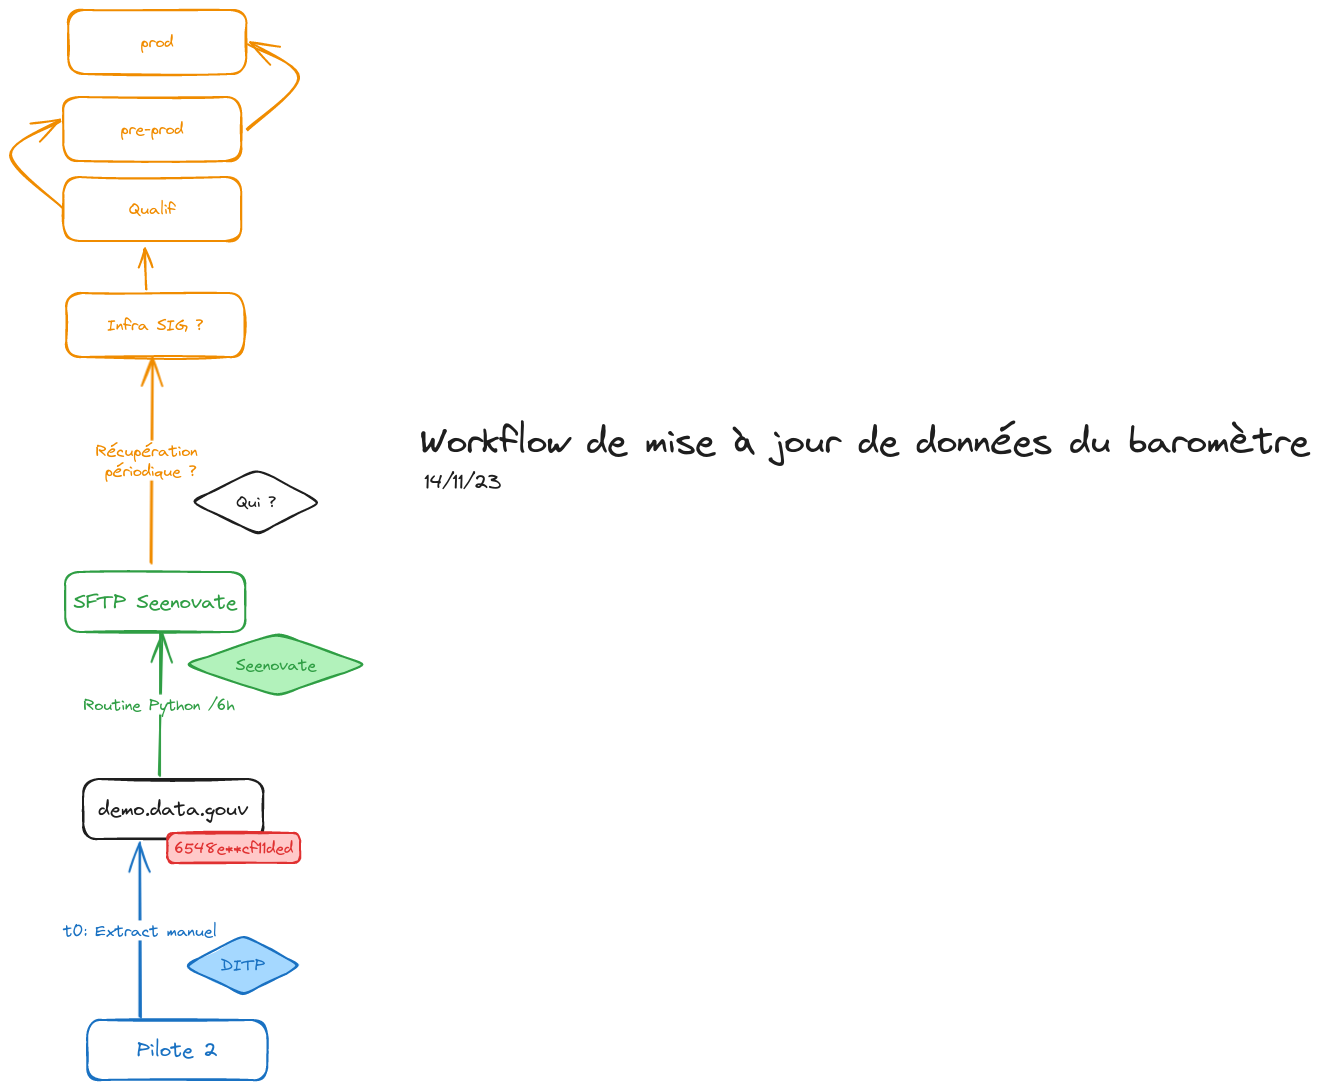 prod
pre-prod
Qualif
Infra SIG ?
Récupération
périodique ?
Qui ?
Workflow de mise à jour de données du baromètre
14/11/23
SFTP Seenovate
Seenovate
Routine Python /6h
demo.data.gouv
6548e**cf11ded
t0: Extract manuel
DITP
Pilote 2